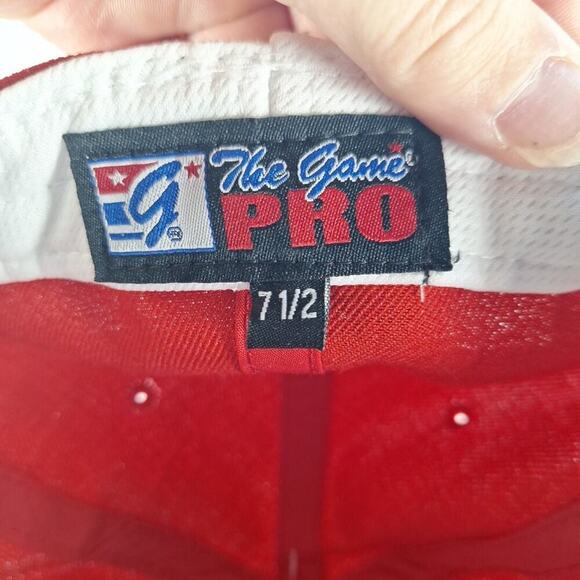 The Game
G
PRO
7 1/2